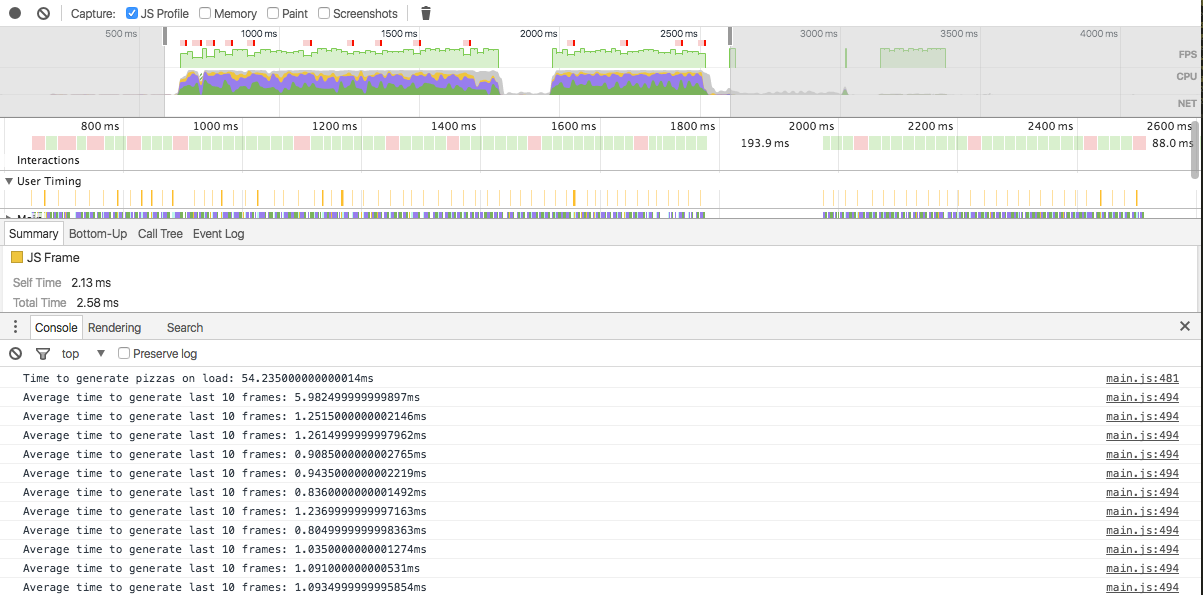 Capture: JS Profile Memory Paint Screenshots
500 ms 1000 ms 1500 ms 2000 ms 2500 ms 3000 ms 3500 ms 4000 ms
FPS
CPU
NET
800 ms 1000 ms 1200 ms 1400 ms 1600 ms 1800 ms 2000 ms 2200 ms 2400 ms 2600 ms
193.9 ms 88.0 ms
Interactions
User Timing
Summary Bottom-Up Call Tree Event Log
JS Frame
Self Time 2.13 ms
Total Time 2.58 ms
Console Rendering Search
top Preserve log
Time to generate pizzas on load: 54.235000000000014ms main.js:481
Average time to generate last 10 frames: 5.982499999999897ms main.js:494
Average time to generate last 10 frames: 1.2515000000002146ms main.js:494
Average time to generate last 10 frames: 1.2614999999997962ms main.js:494
Average time to generate last 10 frames: 0.9085000000002765ms main.js:494
Average time to generate last 10 frames: 0.9435000000002219ms main.js:494
Average time to generate last 10 frames: 0.8360000000001492ms main.js:494
Average time to generate last 10 frames: 1.2369999999997163ms main.js:494
Average time to generate last 10 frames: 0.8049999999998363ms main.js:494
Average time to generate last 10 frames: 1.0350000000001274ms main.js:494
Average time to generate last 10 frames: 1.091000000000531ms main.js:494
Average time to generate last 10 frames: 1.0934999999995854ms main.js:494